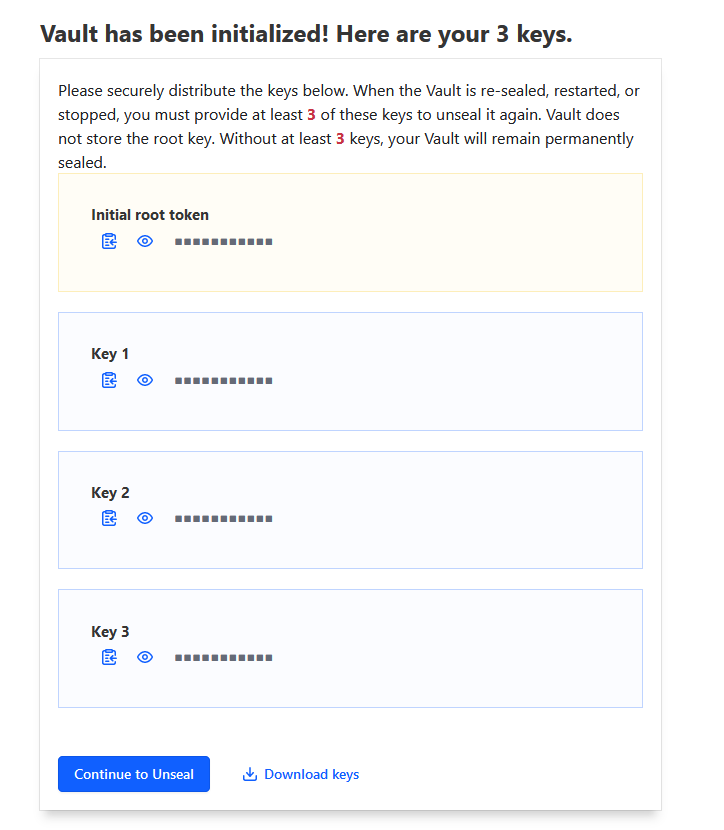 Vault has been initialized! Here are your 3 keys.
Please securely distribute the keys below. When the Vault is re-sealed, restarted, or
stopped, you must provide at least 3 of these keys to unseal it again. Vault does
not store the root key. Without at least 3 keys, your Vault will remain permanently
sealed.
Initial root token
■■■■■■■■■■■
Key 1
■■■■■■■■■■■
Key 2
■■■■■■■■■■■
Key 3
■■■■■■■■■■■
Continue to Unseal
Download keys